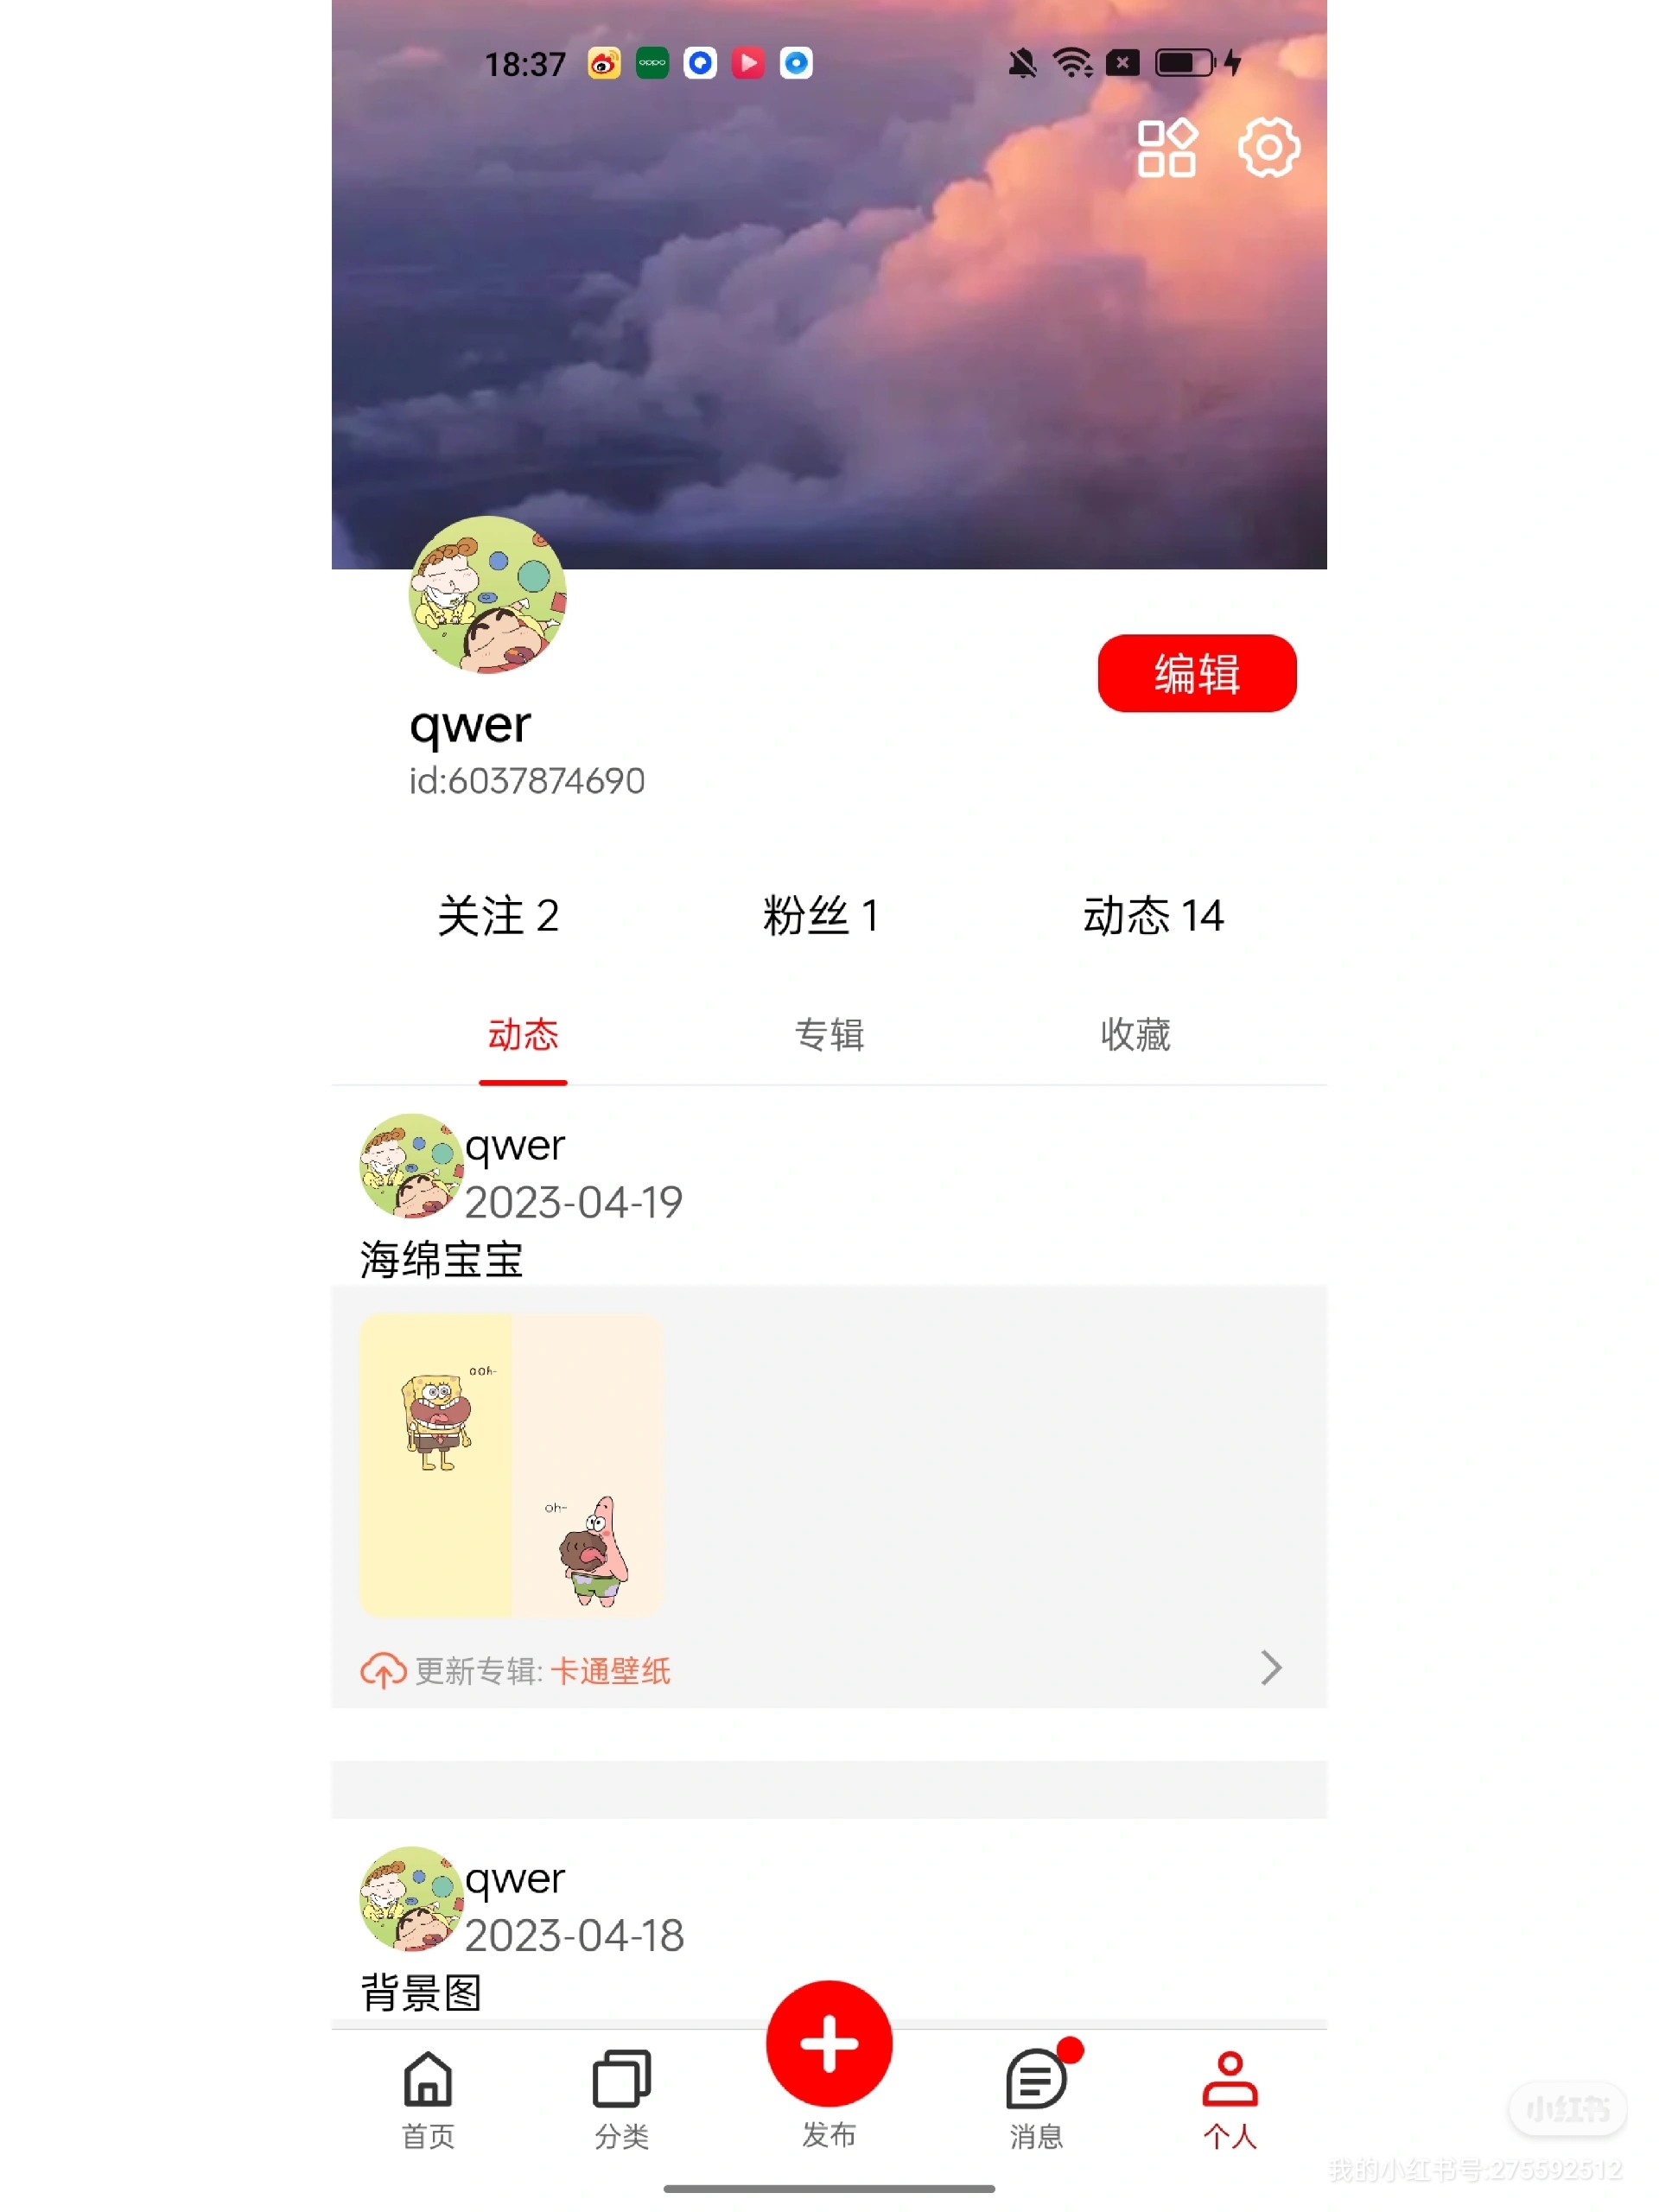 18:37
oppo
编辑
qwer
id:6037874690
关注 2 粉丝 1 动态 14
动态 专辑 收藏
qwer
2023-04-19
海绵宝宝
aah-
oh-
更新专辑: 卡通壁纸
qwer
2023-04-18
背景图
首页 分类 发布 消息 个人
小红书
我的小红书号:275592512